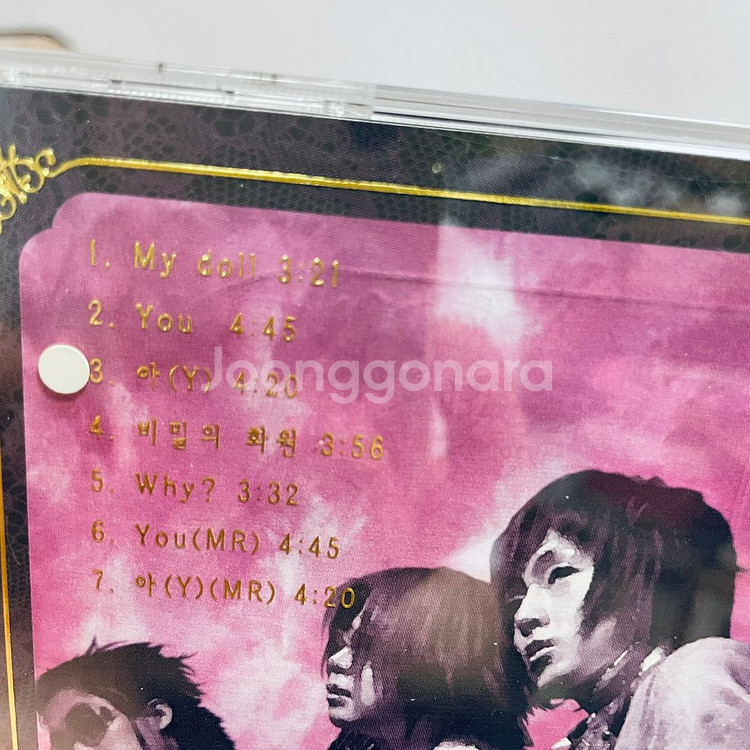 1. My doll 3:21
2. You 4:45
3. 아(Y) 4:20
Joonggonara
4. 비밀의 화원 3:56
5. Why? 3:32
6. You(MR) 4:45
7. 아(Y)(MR) 4:20